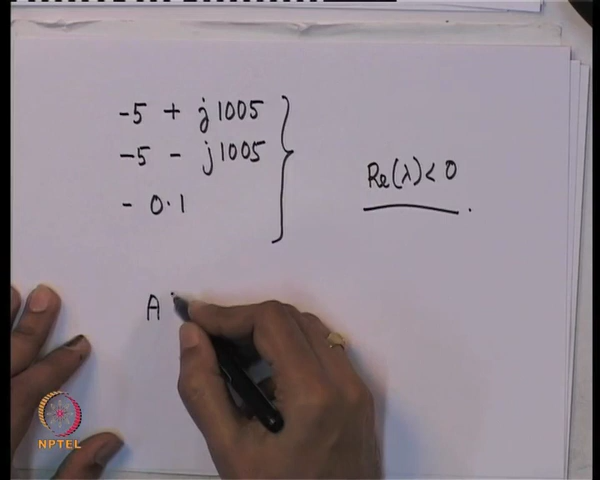 -5 + j1005
-5 - j1005
- 0.1
Re(λ) < 0
A
NPTEL